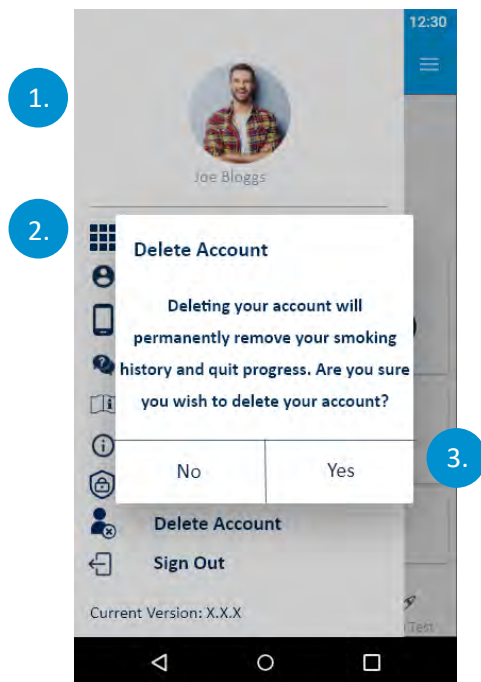 12:30
1.
Joe Bloggs
2.
Delete Account
Deleting your account will
permanently remove your smoking
history and quit progress. Are you sure
you wish to delete your account?
No
Yes
3.
Delete Account
Sign Out
Current Version: X.X.X
Test